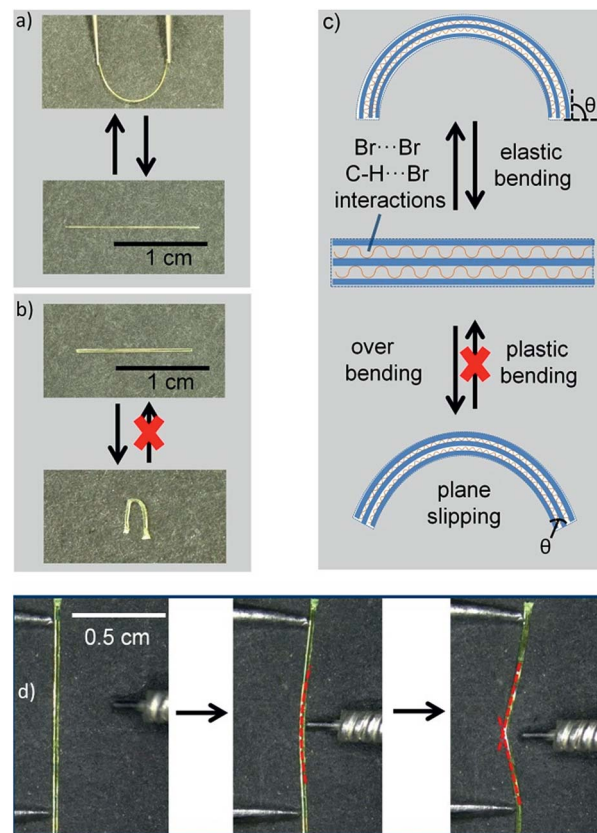 a)
1 cm
b)
1 cm
c)
θ
Br···Br
C-H···Br
interactions
elastic
bending
over
bending
plastic
bending
plane
slipping
θ
d)
0.5 cm